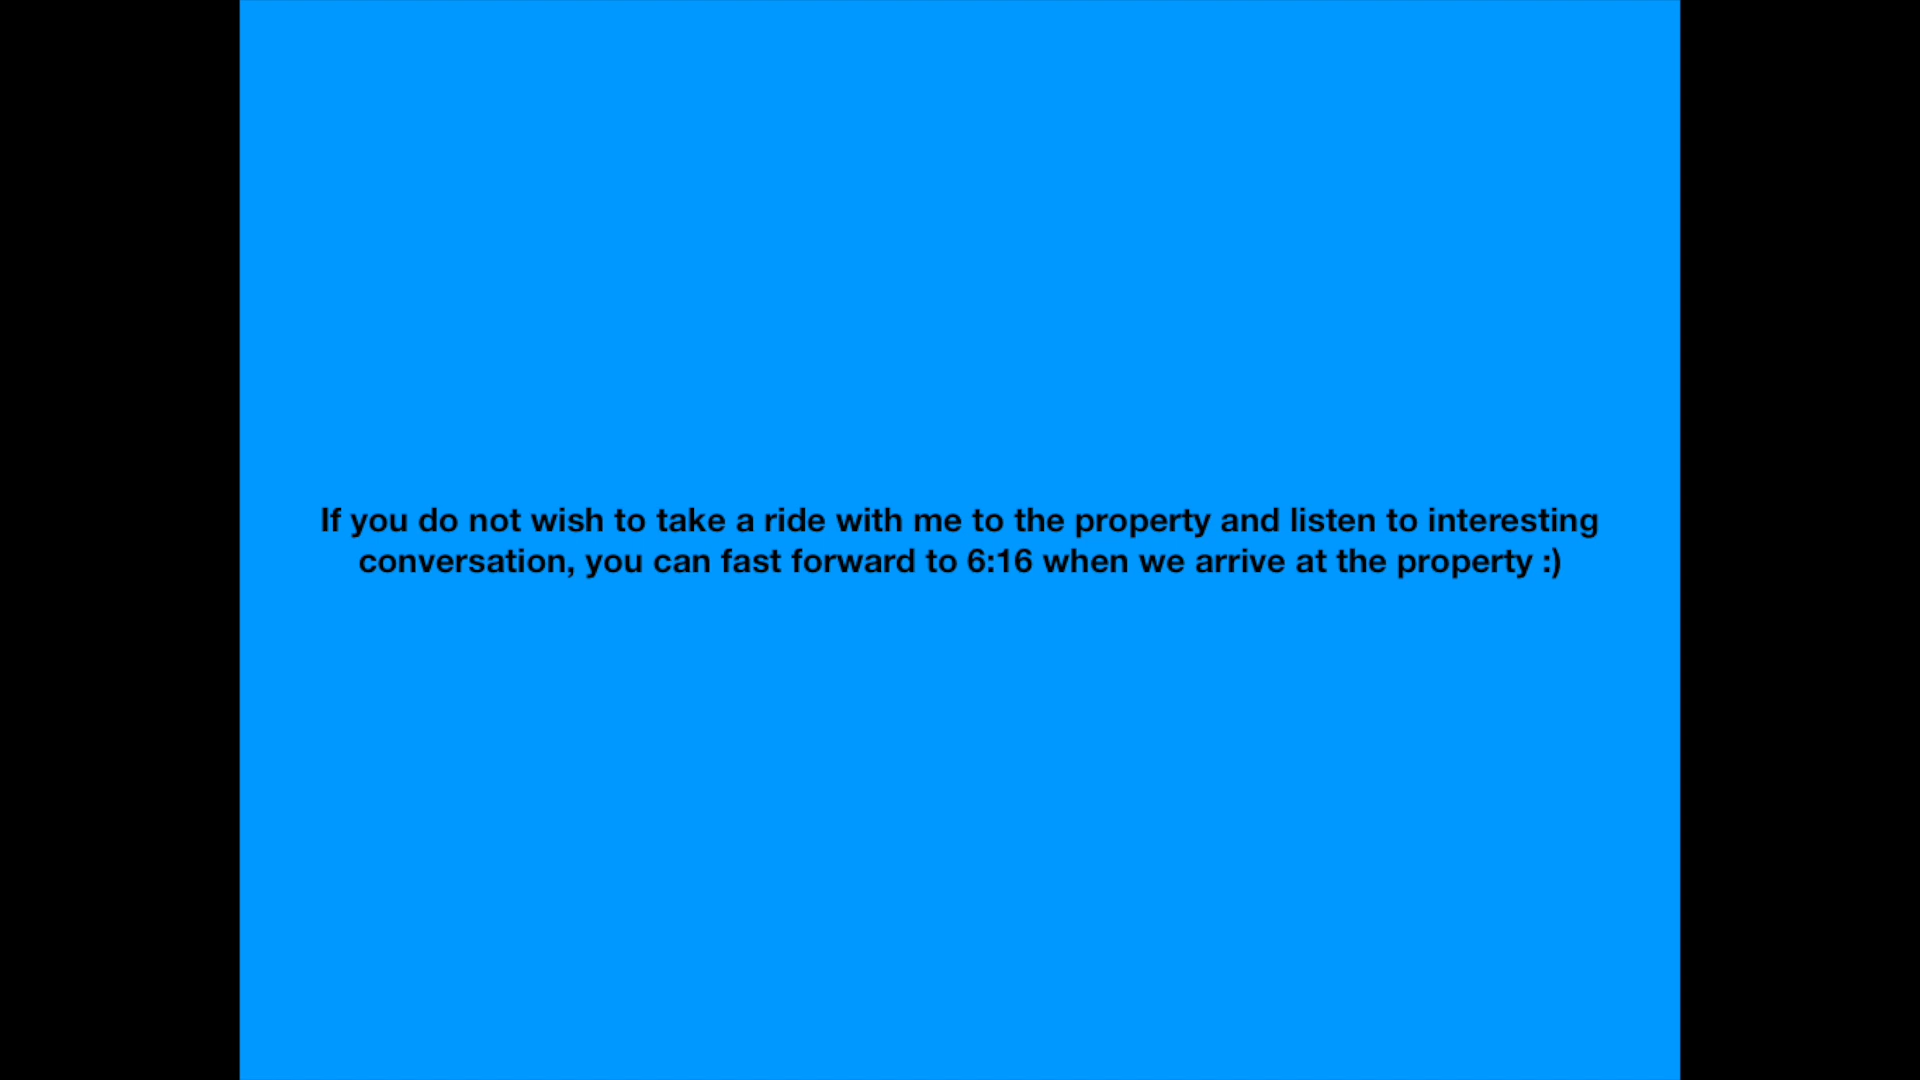 If you do not wish to take a ride with me to the property and listen to interesting
conversation, you can fast forward to 6:16 when we arrive at the property :)